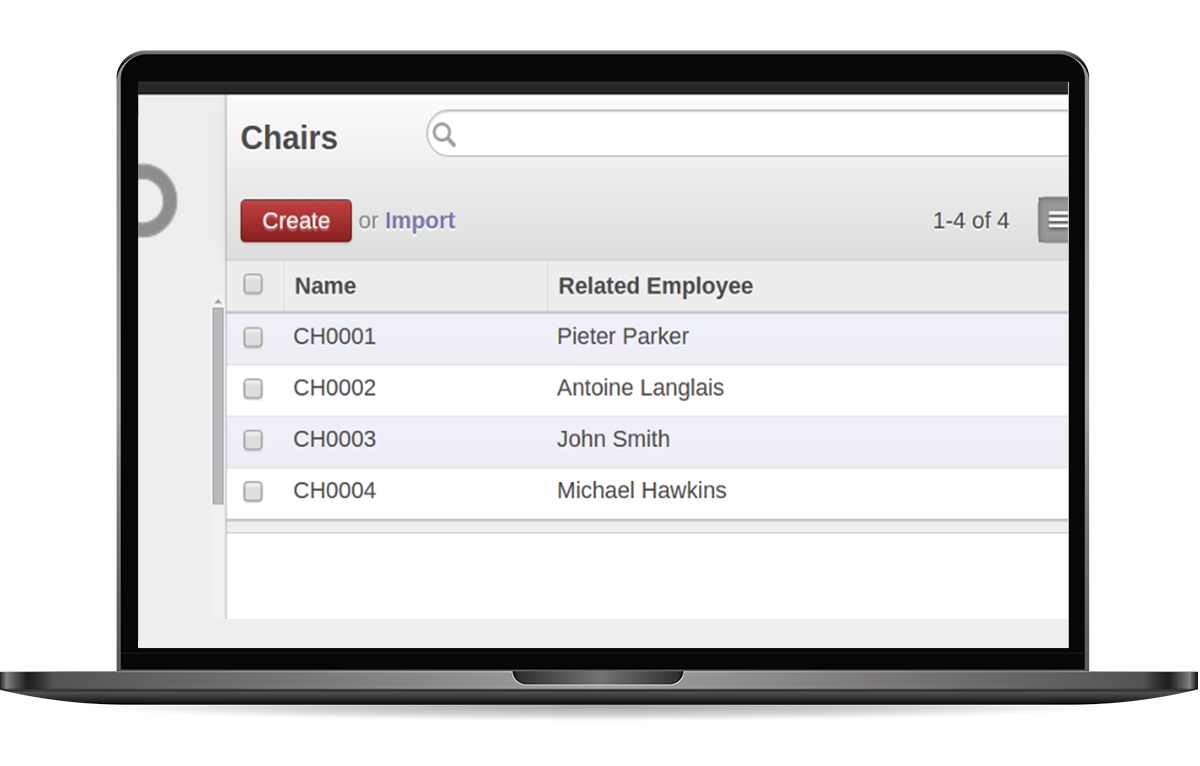 Chairs
Create or Import 1-4 of 4
Name Related Employee
CH0001 Pieter Parker
CH0002 Antoine Langlais
CH0003 John Smith
CH0004 Michael Hawkins